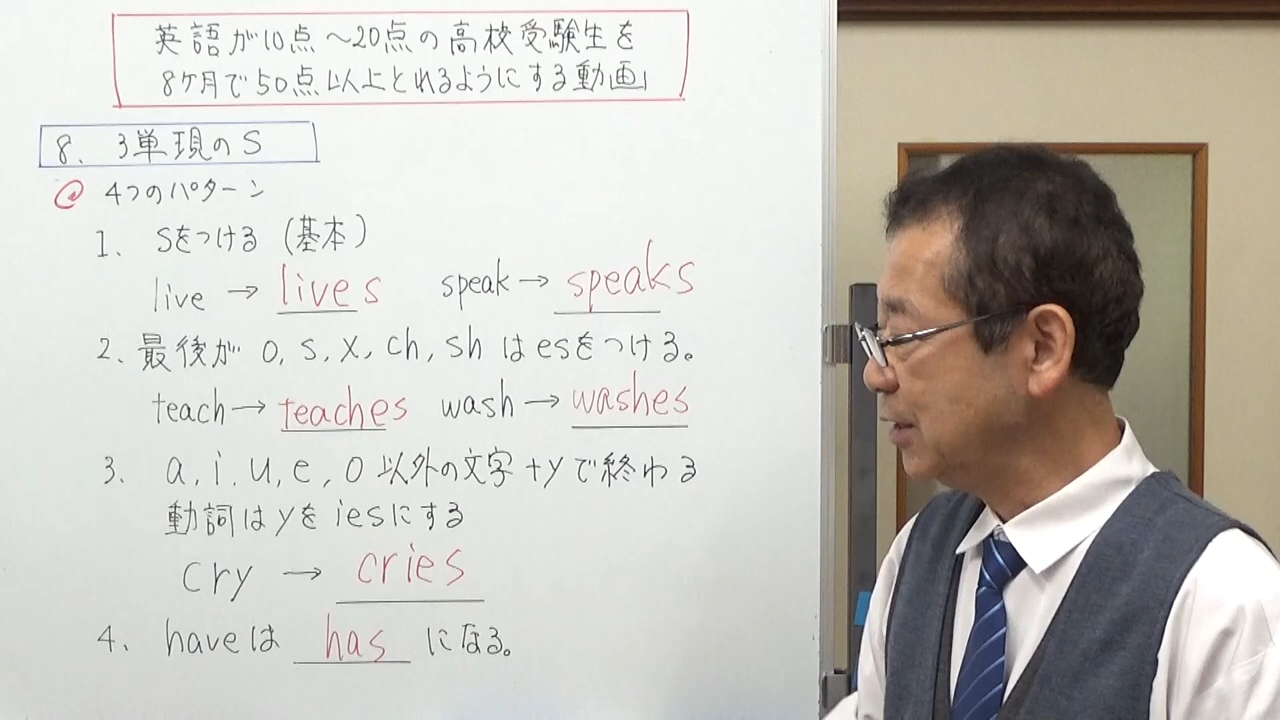 英語が10点〜20点の高校受験生を
8ヶ月で50点以上とれるようにする動画」
8. 3単現のS
@ 4つのパターン
1. Sをつける (基本)
live → lives speak → speaks
2. 最後が o, s, x, ch, sh はesをつける。
teach → teaches wash → washes
3. a, i, u, e, o 以外の文字+yで終わる
動詞はyをiesにする
cry → cries
4. haveは has になる。